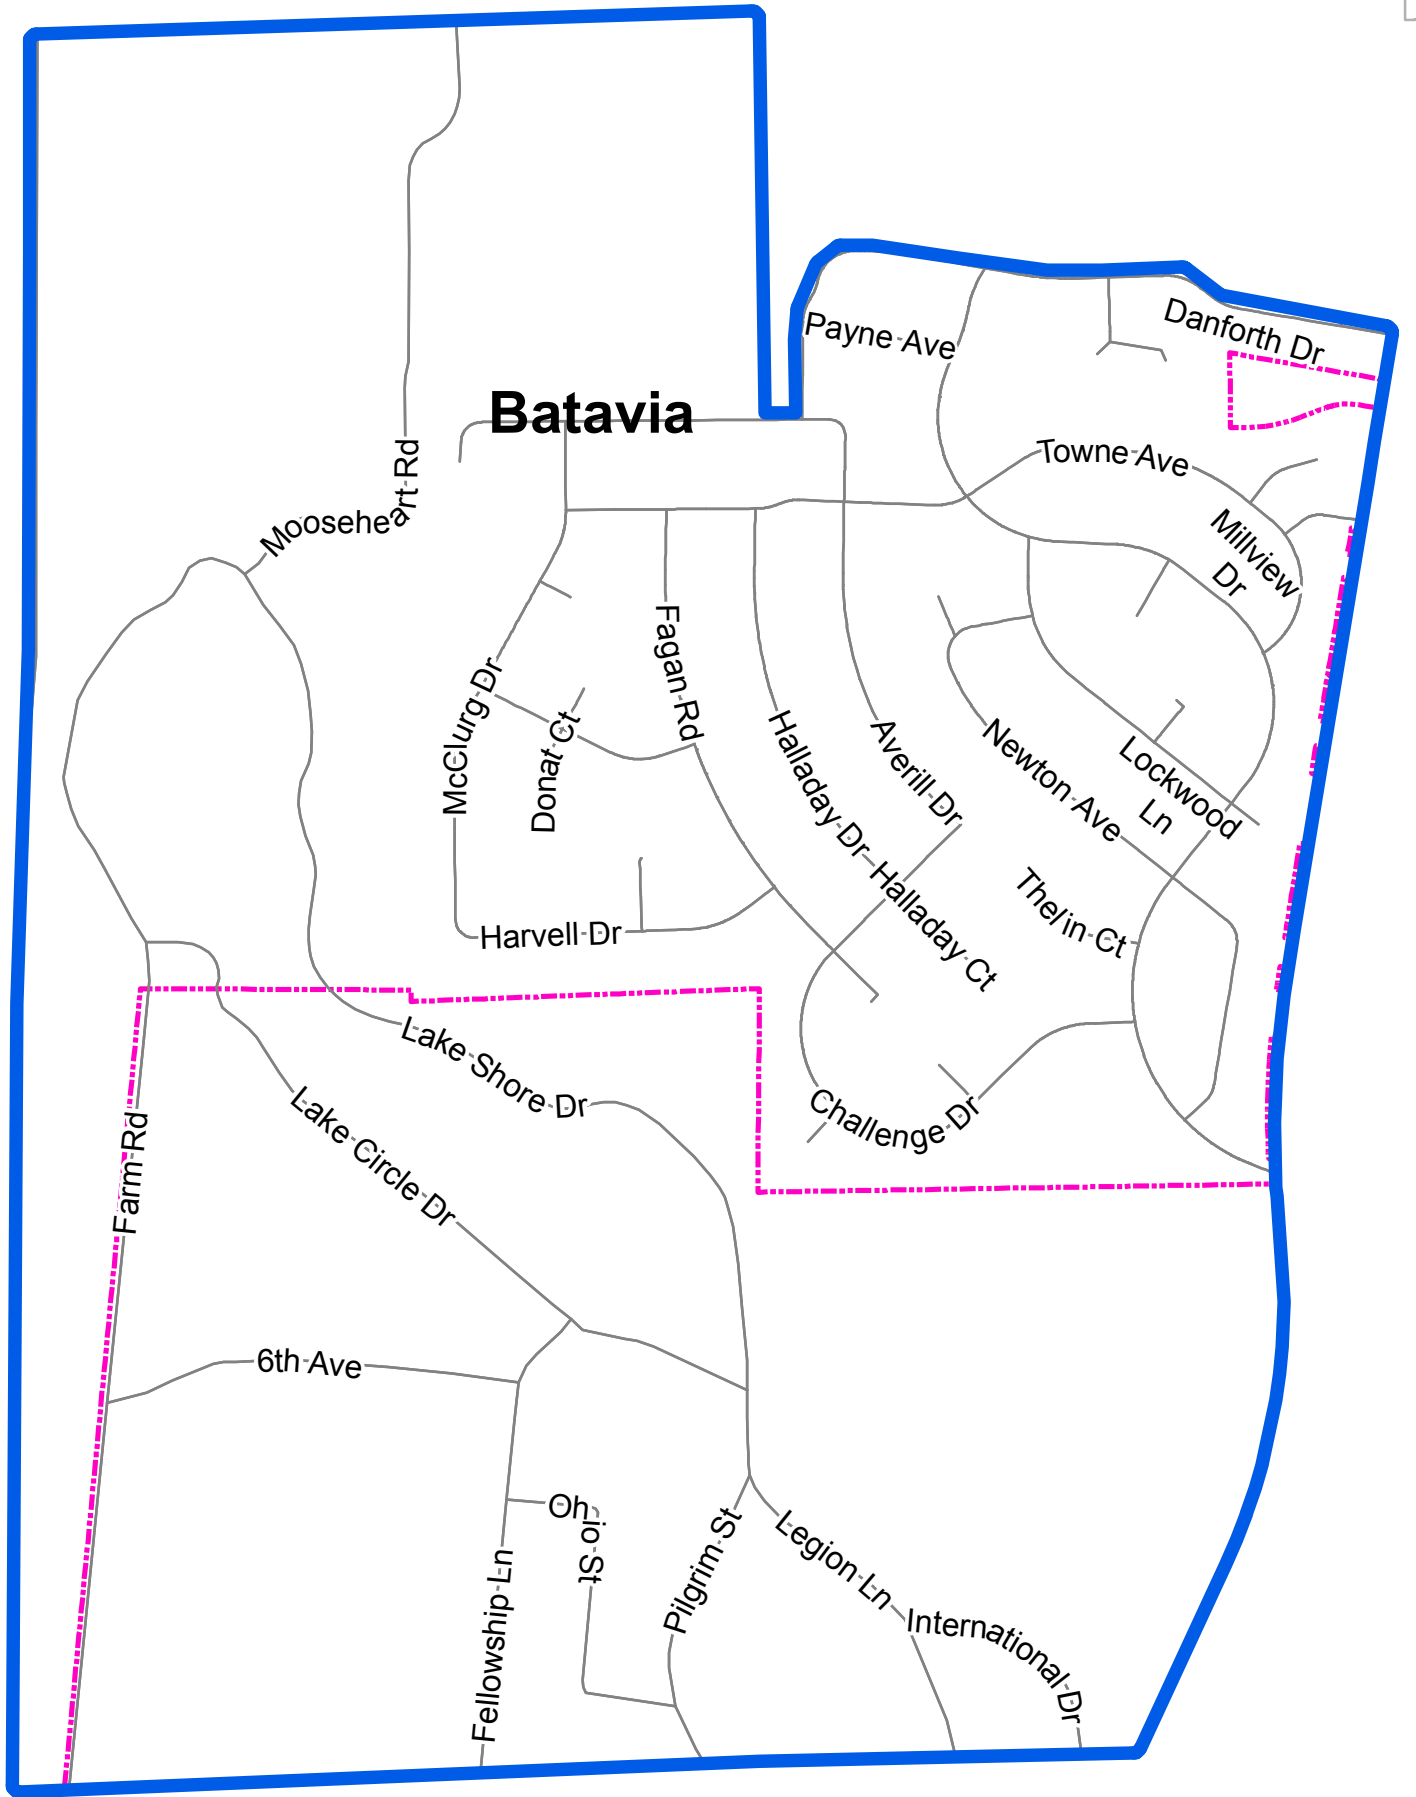 Danforth Dr
Payne Ave
Batavia
Towne Ave
Mooseheart Rd
Millview
Dr
Fagan Rd
McClurg Dr
Donat Ct
Halladay Dr
Averill Dr
Newton Ave
Lockwood
Ln
Halladay Ct
Thelin Ct
Harvell Dr
Lake Shore Dr
Challenge Dr
Lake Circle Dr
Farm Rd
6th Ave
Ohio St
Pilgrim St
Legion Ln
Fellowship Ln
International Dr